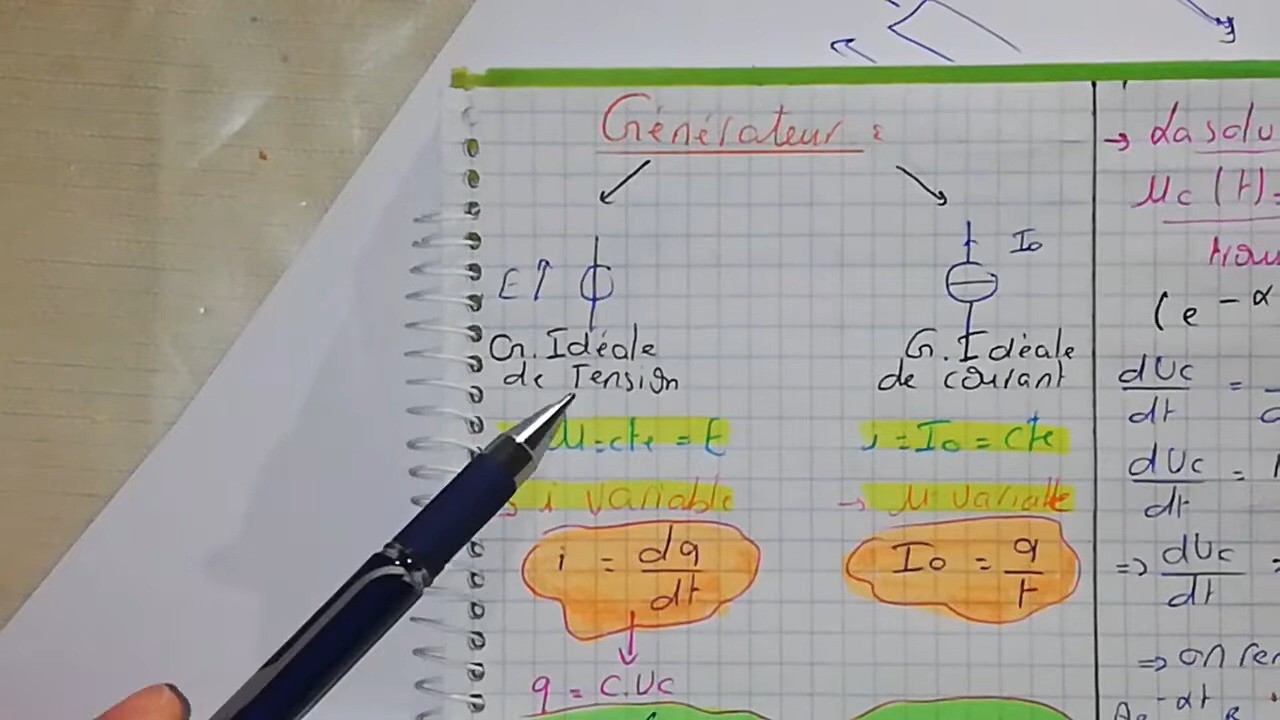 Générateur :
E↑
G. Idéale
de Tension
u = cte = E
→ i variable
i = dq/dt
q = C.Uc
I0
G. Idéale
de courant
i = I0 = cte
→ u variable
I0 = q/t
→ La solu
uc (t) =
(e - α
dUc/dt =
dUc/dt =
=> dUc/dt =
=> on rem